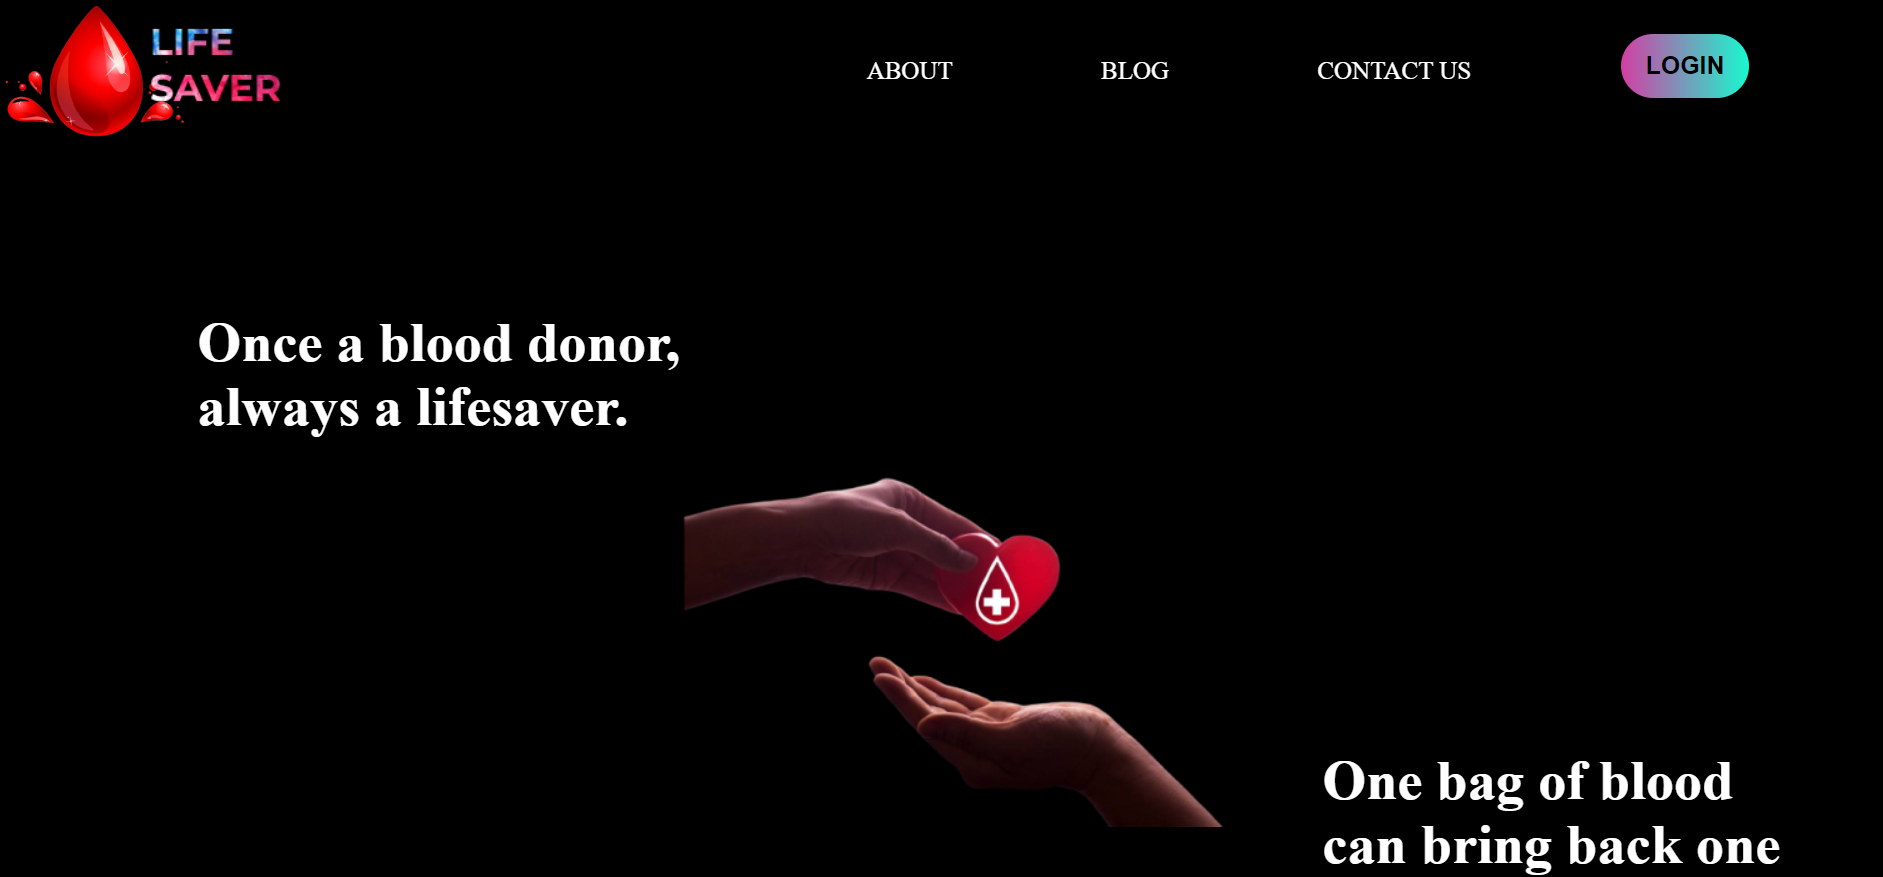 LIFE
SAVER
ABOUT
BLOG
CONTACT US
LOGIN
Once a blood donor,
always a lifesaver.
One bag of blood
can bring back one